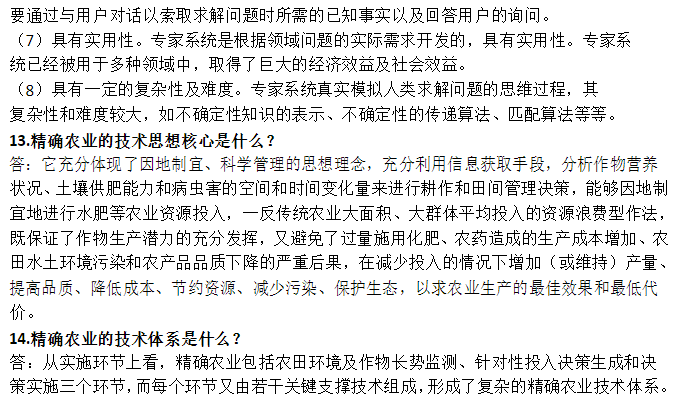 要通过与用户对话以索取求解问题时所需的已知事实以及回答用户的询问。
（7）具有实用性。专家系统是根据领域问题的实际需求开发的，具有实用性。专家系
统已经被用于多种领域中，取得了巨大的经济效益及社会效益。
（8）具有一定的复杂性及难度。专家系统真实模拟人类求解问题的思维过程，其
复杂性和难度较大，如不确定性知识的表示、不确定性的传递算法、匹配算法等等。
13.精确农业的技术思想核心是什么？
答：它充分体现了因地制宜、科学管理的思想理念，充分利用信息获取手段，分析作物营养
状况、土壤供肥能力和病虫害的空间和时间变化量来进行耕作和田间管理决策，能够因地制
宜地进行水肥等农业资源投入，一反传统农业大面积、大群体平均投入的资源浪费型作法，
既保证了作物生产潜力的充分发挥，又避免了过量施用化肥、农药造成的生产成本增加、农
田水土环境污染和农产品品质下降的严重后果，在减少投入的情况下增加（或维持）产量、
提高品质、降低成本、节约资源、减少污染、保护生态，以求农业生产的最佳效果和最低代
价。
14.精确农业的技术体系是什么？
答：从实施环节上看，精确农业包括农田环境及作物长势监测、针对性投入决策生成和决
策实施三个环节，而每个环节又由若干关键支撑技术组成，形成了复杂的精确农业技术体系。